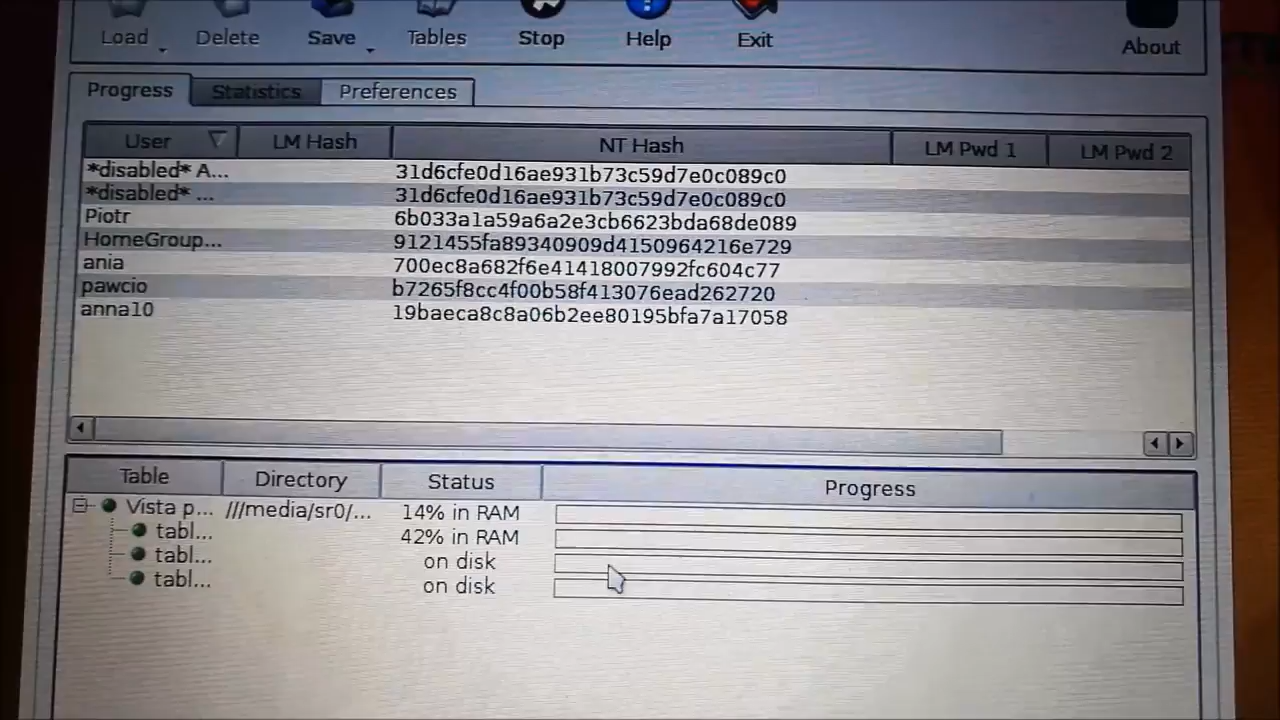 Load Delete Save Tables Stop Help Exit About
Progress Statistics Preferences
User LM Hash NT Hash LM Pwd 1 LM Pwd 2
*disabled* A... 31d6cfe0d16ae931b73c59d7e0c089c0
*disabled* ... 31d6cfe0d16ae931b73c59d7e0c089c0
Piotr 6b033a1a59a6a2e3cb6623bda68de089
HomeGroup... 9121455fa89340909d4150964216e729
ania 700ec8a682f6e41418007992fc604c77
pawcio b7265f8cc4f00b58f413076ead262720
anna10 19baeca8c8a06b2ee80195bfa7a17058
Table Directory Status Progress
Vista p... ///media/sr0/... 14% in RAM
tabl... 42% in RAM
tabl... on disk
tabl... on disk